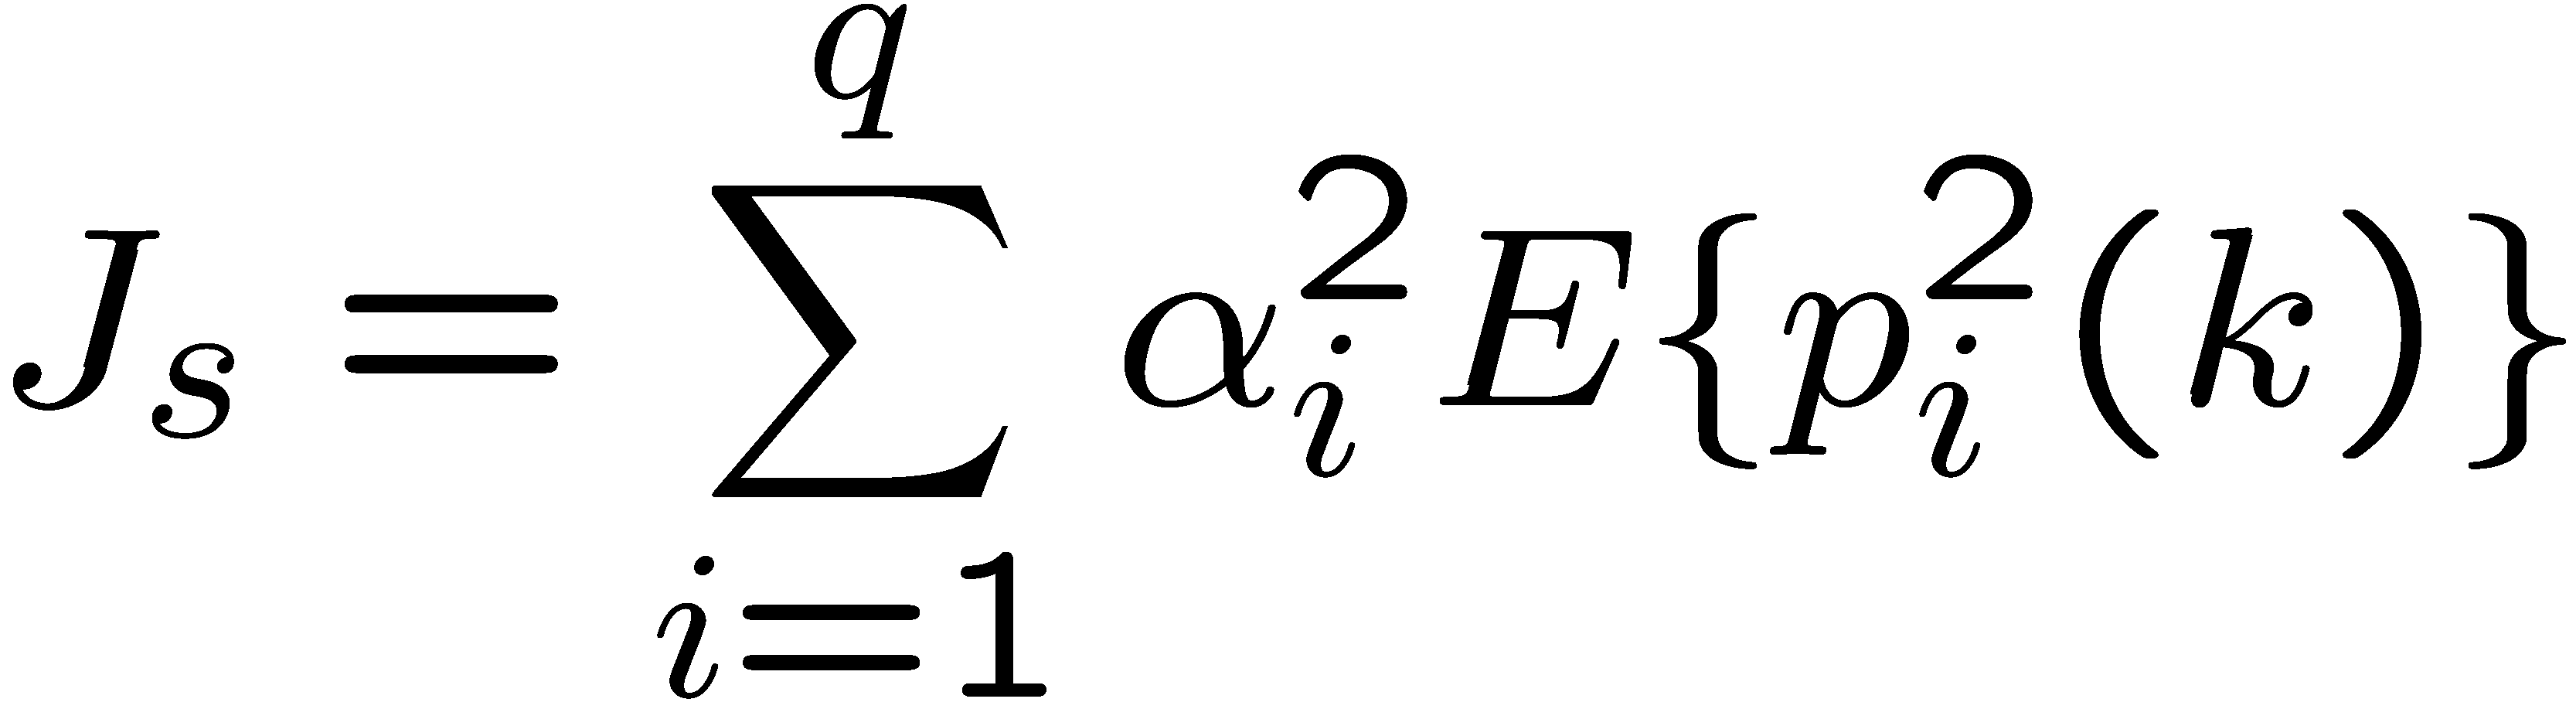 J_s = \sum_{i=1}^{q} \alpha_i^2 E\{p_i^2(k)\}